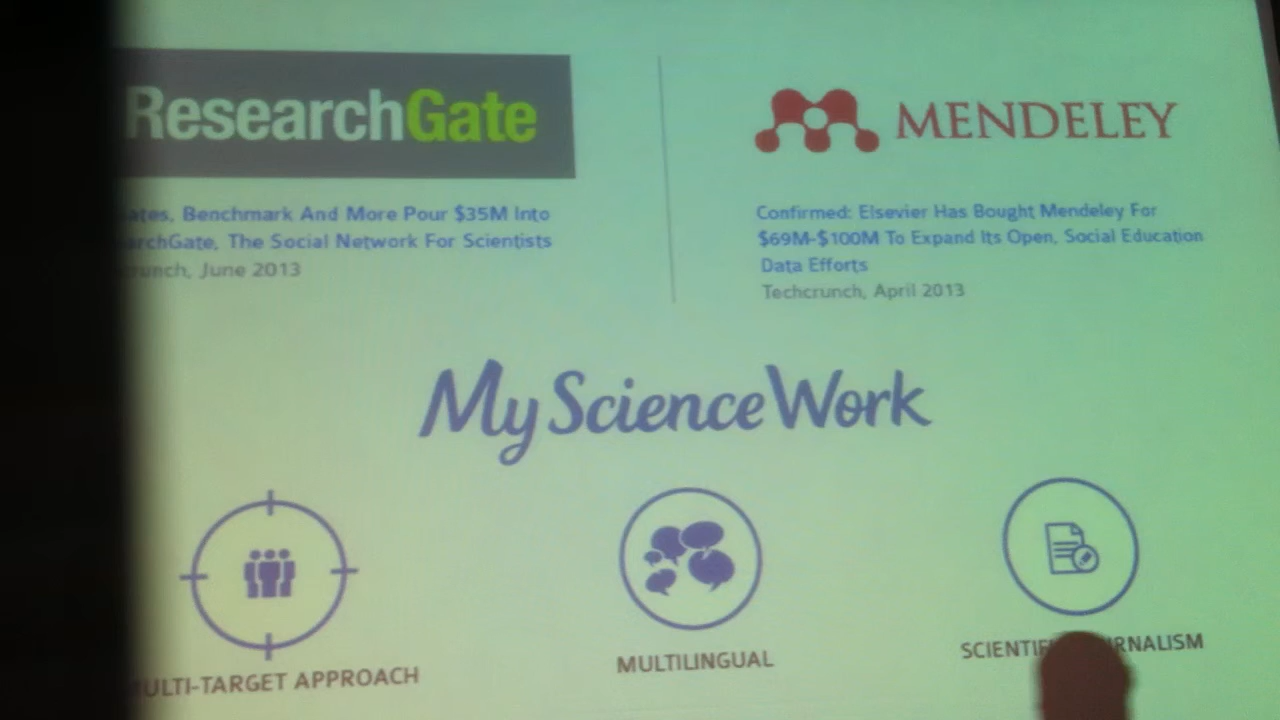 ResearchGate
MENDELEY
Benchmark And More Pour $35M Into
The Social Network For Scientists
June 2013
Confirmed: Elsevier Has Bought Mendeley For
$69M-$100M To Expand Its Open, Social Education
Data Efforts
Techcrunch, April 2013
MyScienceWork
MULTI-TARGET APPROACH
MULTILINGUAL